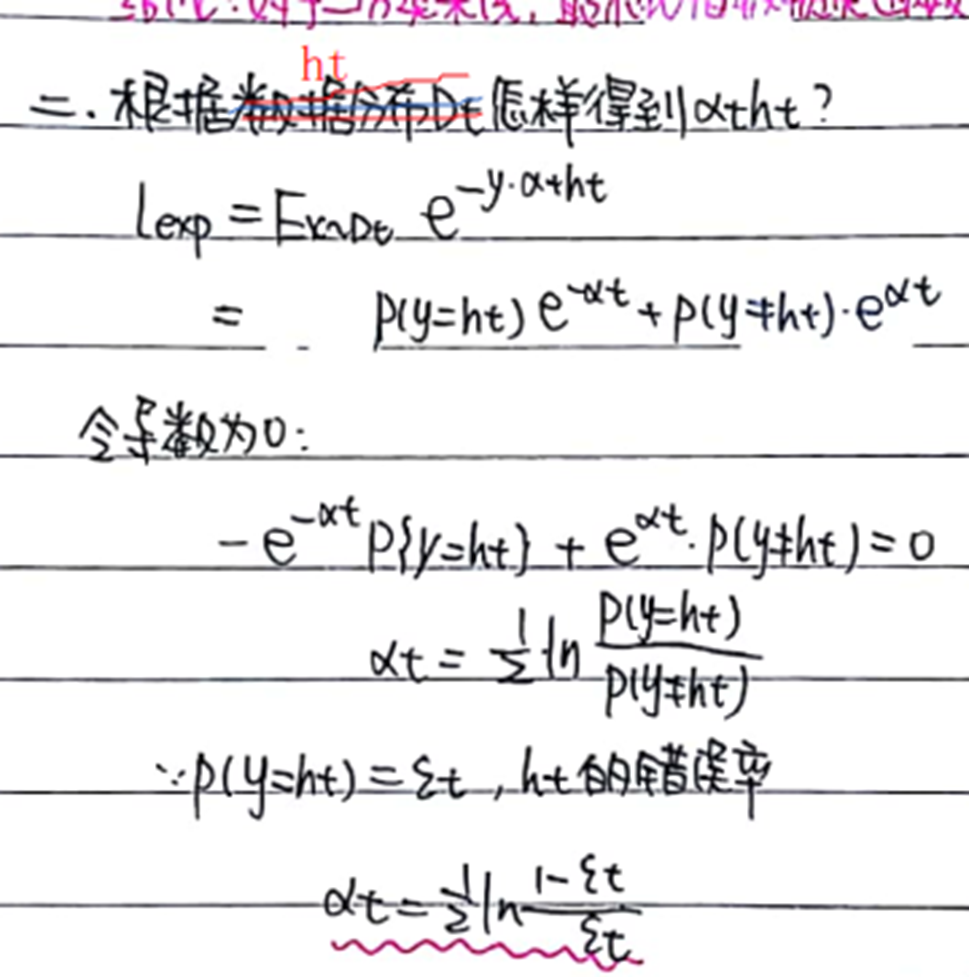 ht
二.根据数据分布Dt怎样得到αtht?
lexp = Ex~Dt e^-y·αtht
= P(y=ht)e^-αt + P(y≠ht)·e^αt
令导数为0:
-e^-αt P{y=ht} + e^αt·P(y≠ht)=0
αt = 1/2 ln P(y=ht)/P(y≠ht)
∵P(y=ht)=εt,ht的错误率
αt=1/2 ln 1-εt/εt